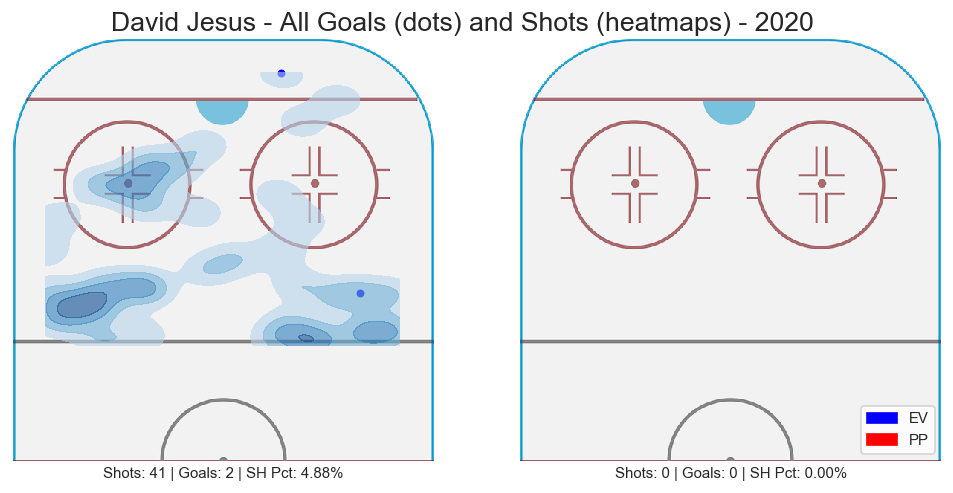 David Jesus - All Goals (dots) and Shots (heatmaps) - 2020
EV
PP
Shots: 41 | Goals: 2 | SH Pct: 4.88%
Shots: 0 | Goals: 0 | SH Pct: 0.00%